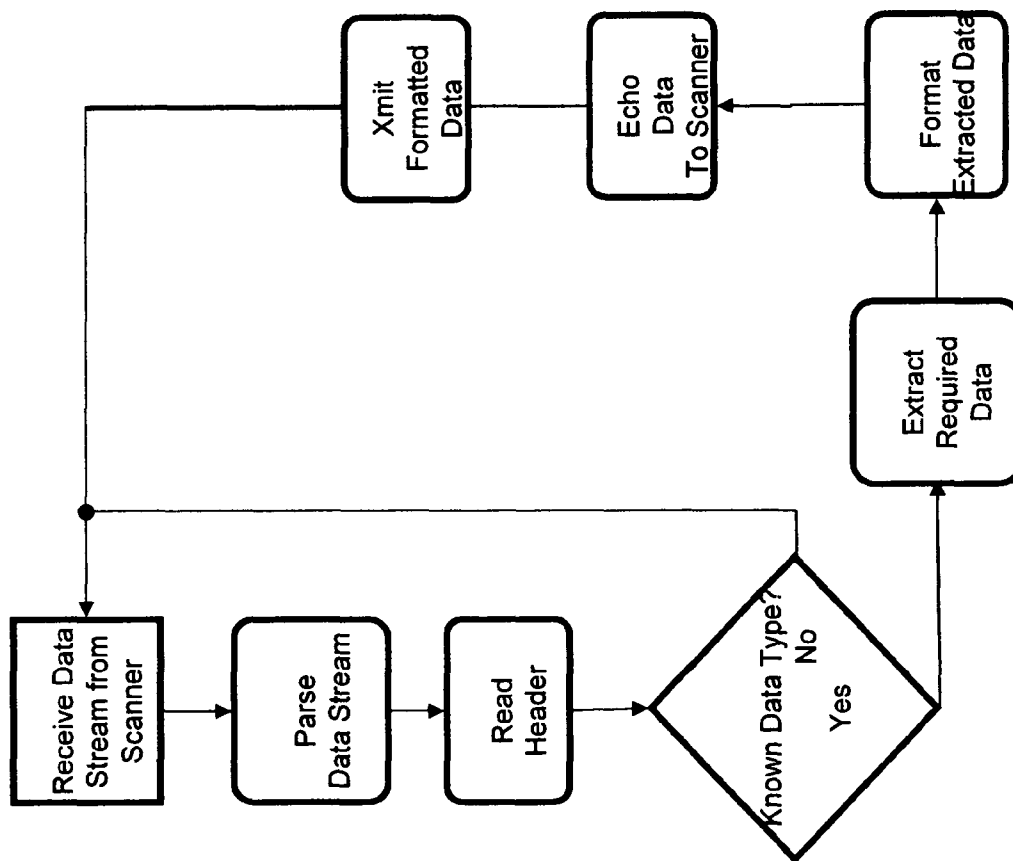 Receive Data
Stream from
Scanner
Parse
Data Stream
Read
Header
Known Data Type?
No
Yes
Extract
Required
Data
Format
Extracted Data
Echo
Data
To Scanner
Xmit
Formatted
Data